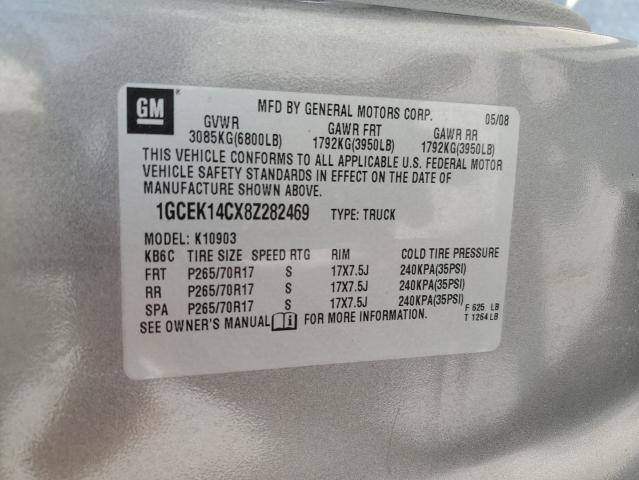 GM MFD BY GENERAL MOTORS CORP. 05/08
GVWR GAWR FRT GAWR RR
3085KG(6800LB) 1792KG(3950LB) 1792KG(3950LB)
THIS VEHICLE CONFORMS TO ALL APPLICABLE U.S. FEDERAL MOTOR
VEHICLE SAFETY STANDARDS IN EFFECT ON THE DATE OF
MANUFACTURE SHOWN ABOVE.
1GCEK14CX8Z282469 TYPE: TRUCK
MODEL: K10903
KB6C TIRE SIZE SPEED RTG RIM COLD TIRE PRESSURE
FRT P265/70R17 S 17X7.5J 240KPA(35PSI)
RR P265/70R17 S 17X7.5J 240KPA(35PSI)
SPA P265/70R17 S 17X7.5J 240KPA(35PSI) F 625 LB
SEE OWNER'S MANUAL i FOR MORE INFORMATION. T 1264 LB